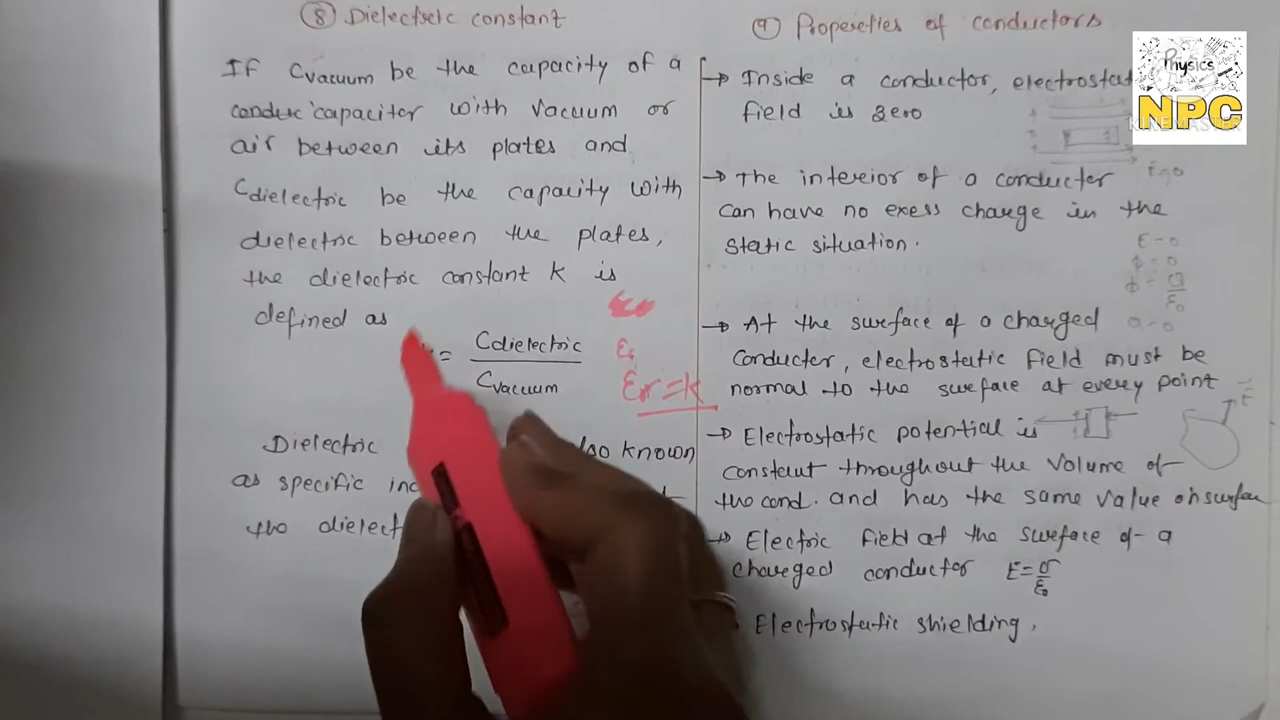 ⑧ Dielectric constant
If Cvacuum be the capacity of a
conduc capacitor with vacuum or
air between its plates and
Cdielectric be the capacity with
dielectric between the plates,
the dielectric constant K is
defined as
= Cdielectric
Cvacuum
εr = K
Dielectric also known
as specific
the
⑨ Properties of conductors
→ Inside a conductor,
field is zero
E=0
→ The interior of a conductor
can have no exess charge in the
static situation.
E=0
ϕ=0
→ At the surface of a charged
conductor, electrostatic field must be
normal to the surface at every point
E
→ Electrostatic potential is
constant throughout the volume of
the cond. and has the same value on
→ Electric field at the surface of a
charged conductor E=σ
ε0
Electrostatic shielding.
Physics
NPC